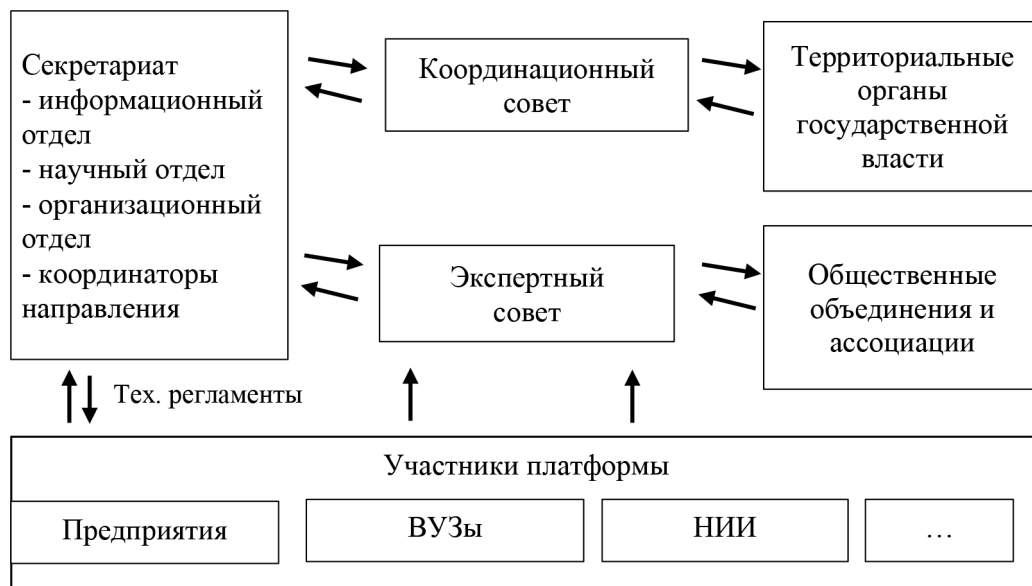 Секретариат
- информационный
отдел
- научный отдел
- организационный
отдел
- координаторы
направления
Координационный
совет
Территориальные
органы
государственной
власти
Экспертный
совет
Общественные
объединения и
ассоциации
Тех. регламенты
Участники платформы
Предприятия
ВУЗы
НИИ
…